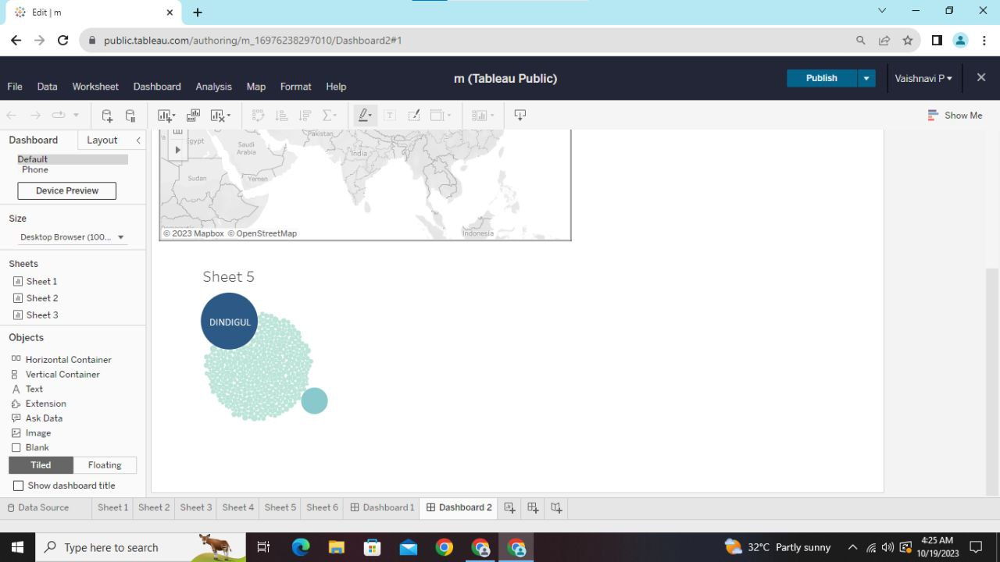 Edit | m
public.tableau.com/authoring/m_16976238297010/Dashboard2#1
m (Tableau Public)
File Data Worksheet Dashboard Analysis Map Format Help
Publish
Vaishnavi P
Show Me
Dashboard
Layout
Default
Phone
Device Preview
Size
Desktop Browser (100...
Sheets
Sheet 1
Sheet 2
Sheet 3
Objects
Horizontal Container
Vertical Container
Text
Extension
Ask Data
Image
Blank
Tiled
Floating
Show dashboard title
Pakistan
Saudi
Arabia
India
Sudan
Yemen
Indonesia
© 2023 Mapbox © OpenStreetMap
Sheet 5
DINDIGUL
Data Source Sheet 1 Sheet 2 Sheet 3 Sheet 4 Sheet 5 Sheet 6 Dashboard 1 Dashboard 2
Type here to search
32°C Partly sunny
4:25 AM
10/19/2023